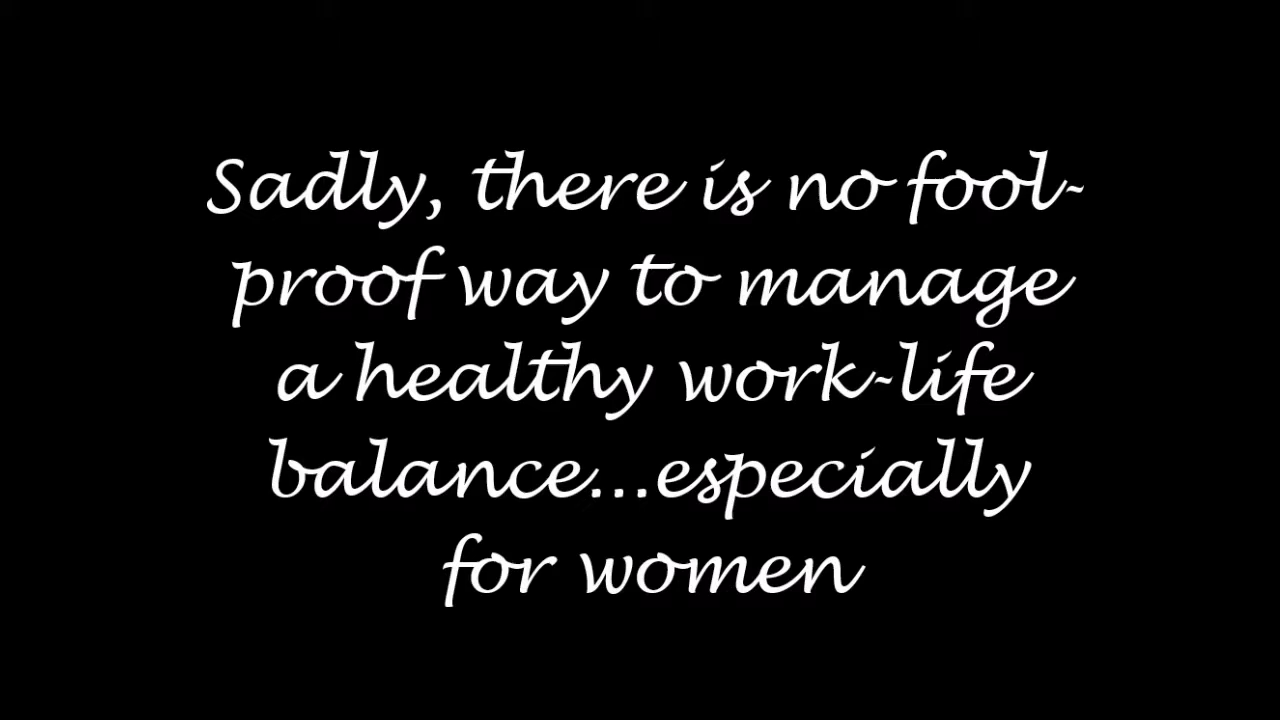 Sadly, there is no fool-
proof way to manage
a healthy work-life
balance...especially
for women